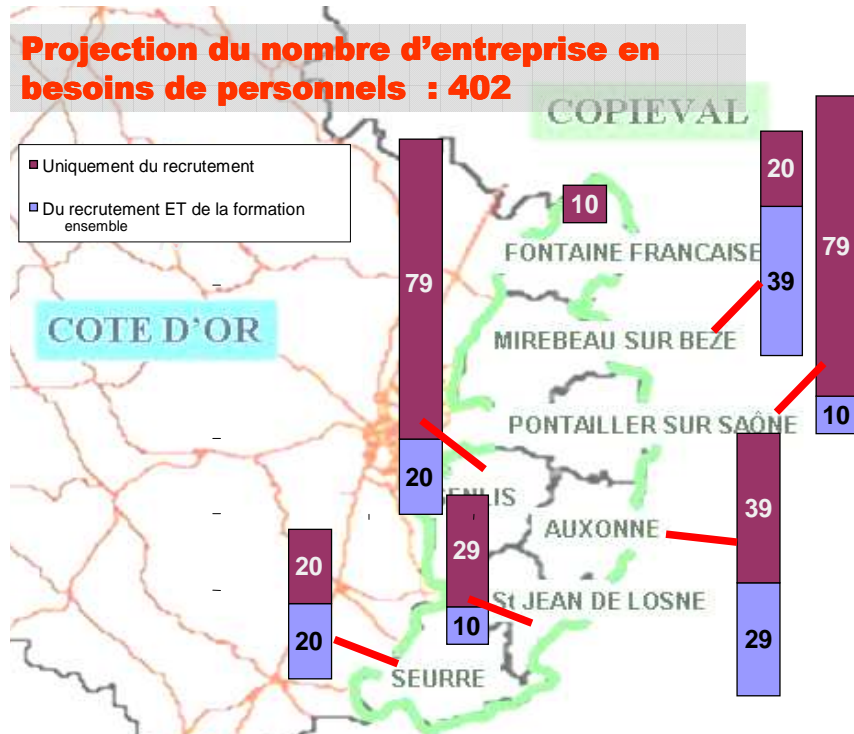 Projection du nombre d'entreprise en
besoins de personnels : 402
COPIEVAL
Uniquement du recrutement
Du recrutement ET de la formation
ensemble
20
79
10
79
FONTAINE FRANCAISE
39
COTE D'OR
MIREBEAU SUR BEZE
10
PONTAILLER SUR SAÔNE
20
ENLIS
39
29
AUXONNE
20
St JEAN DE LOSNE
10
20
29
SEURRE